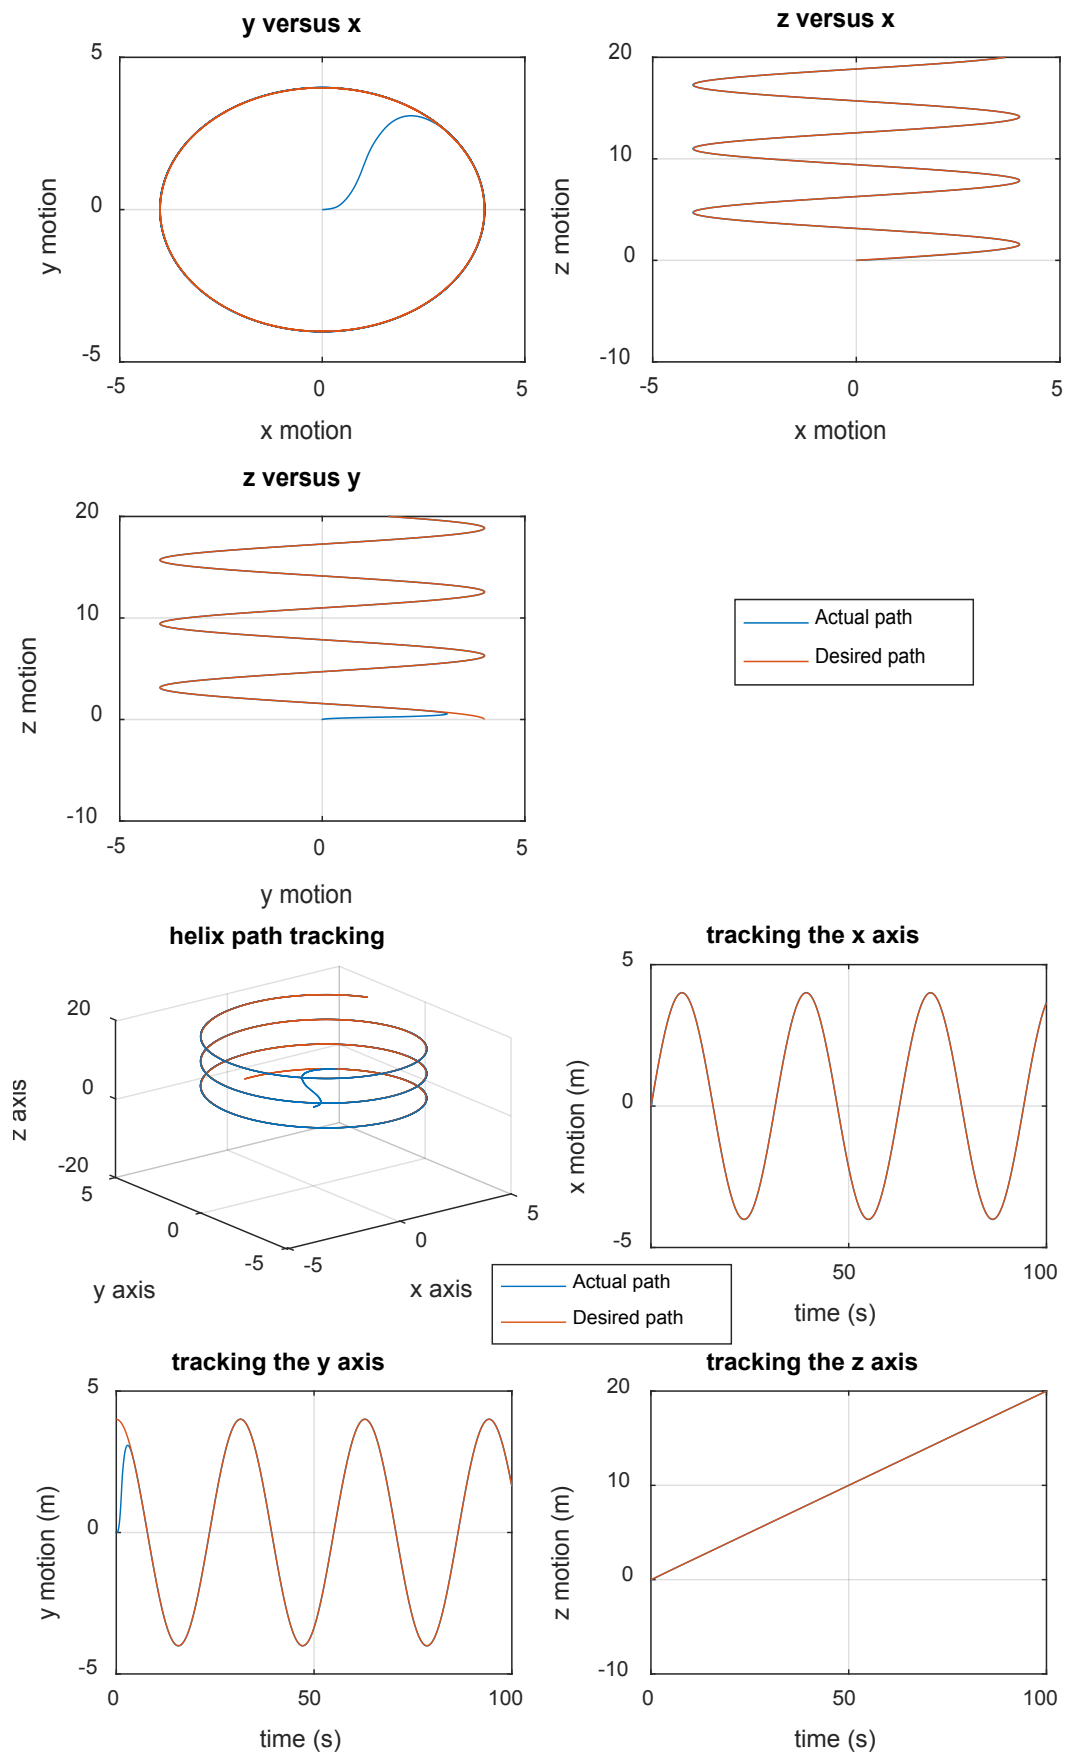 y versus x
5
0
-5
y motion
-5
0
5
x motion
z versus x
20
10
0
-10
z motion
-5
0
5
x motion
z versus y
20
10
0
-10
z motion
-5
0
5
y motion
Actual path
Desired path
helix path tracking
20
0
-20
z axis
5
0
-5
y axis
-5
0
5
x axis
tracking the x axis
5
0
-5
x motion (m)
50
100
time (s)
Actual path
Desired path
tracking the y axis
5
0
-5
y motion (m)
0
50
100
time (s)
tracking the z axis
20
10
0
-10
z motion (m)
0
50
100
time (s)